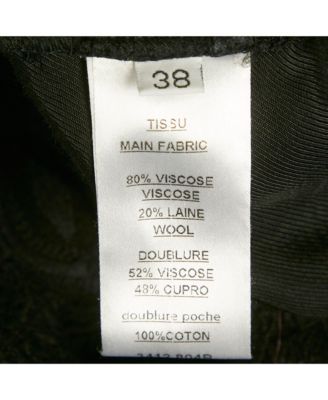 38
TISSU
MAIN FABRIC
80% VISCOSE
VISCOSE
20% LAINE
WOOL
DOUBLURE
52% VISCOSE
48% CUPRO
doublure poche
100%COTON